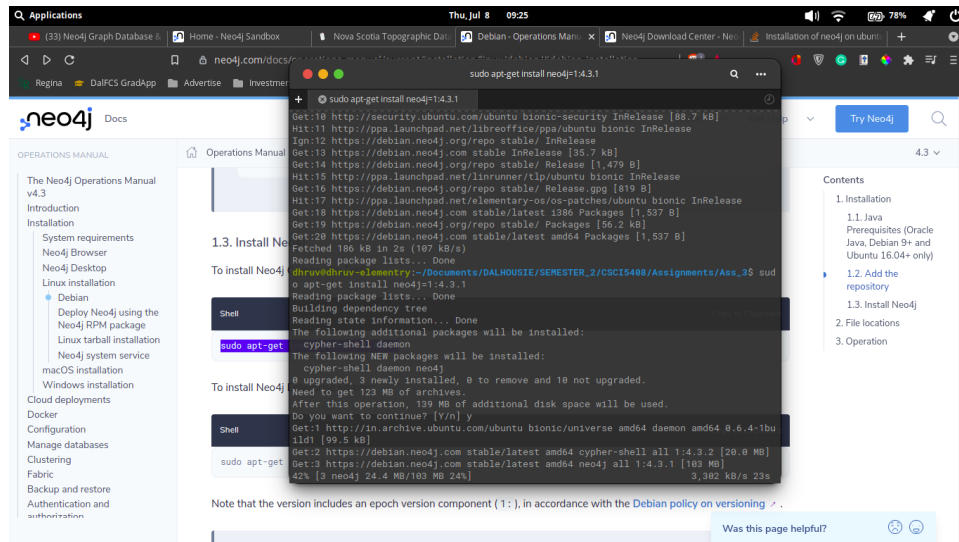 Applications
Thu, Jul 8 09:25
78%
(33) Neo4j Graph Database &
Home - Neo4j Sandbox
Nova Scotia Topographic Data
Debian - Operations Manu
Neo4j Download Center - Neo
Installation of neo4j on ubunt
neo4j.com/docs/
Regina
DalFCS GradApp
Advertise
Investmen
sudo apt-get install neo4j=1:4.3.1
sudo apt-get install neo4j=1:4.3.1
neo4j Docs
Try Neo4j
OPERATIONS MANUAL
Operations Manual
4.3
The Neo4j Operations Manual
v4.3
Introduction
Installation
System requirements
Neo4j Browser
Neo4j Desktop
Linux installation
Debian
Deploy Neo4j using the
Neo4j RPM package
Linux tarball installation
Neo4j system service
macOS installation
Windows installation
Cloud deployments
Docker
Configuration
Manage databases
Clustering
Fabric
Backup and restore
Authentication and
authorization
1.3. Install Ne
To install Neo4j
Shell
sudo apt-get
To install Neo4j
Shell
sudo apt-get
Get:10 http://security.ubuntu.com/ubuntu bionic-security InRelease [88.7 kB]
Hit:11 http://ppa.launchpad.net/libreoffice/ppa/ubuntu bionic InRelease
Ign:12 https://debian.neo4j.org/repo stable/ InRelease
Get:13 https://debian.neo4j.com stable InRelease [35.7 kB]
Get:14 https://debian.neo4j.org/repo stable/ Release [1,479 B]
Hit:15 http://ppa.launchpad.net/linrunner/tlp/ubuntu bionic InRelease
Get:16 https://debian.neo4j.org/repo stable/ Release.gpg [819 B]
Hit:17 http://ppa.launchpad.net/elementary-os/os-patches/ubuntu bionic InRelease
Get:18 https://debian.neo4j.com stable/latest i386 Packages [1,537 B]
Get:19 https://debian.neo4j.org/repo stable/ Packages [56.2 kB]
Get:20 https://debian.neo4j.com stable/latest amd64 Packages [1,537 B]
Fetched 186 kB in 2s (107 kB/s)
Reading package lists... Done
dhruv@dhruv-elementry:~/Documents/DALHOUSIE/SEMESTER_2/CSCI5408/Assignments/Ass_3$ sud
o apt-get install neo4j=1:4.3.1
Reading package lists... Done
Building dependency tree
Reading state information... Done
The following additional packages will be installed:
cypher-shell daemon
The following NEW packages will be installed:
cypher-shell daemon neo4j
0 upgraded, 3 newly installed, 0 to remove and 10 not upgraded.
Need to get 123 MB of archives.
After this operation, 139 MB of additional disk space will be used.
Do you want to continue? [Y/n] y
Get:1 http://in.archive.ubuntu.com/ubuntu bionic/universe amd64 daemon amd64 0.6.4-1bu
ild1 [99.5 kB]
Get:2 https://debian.neo4j.com stable/latest amd64 cypher-shell all 1:4.3.2 [20.0 MB]
Get:3 https://debian.neo4j.com stable/latest amd64 neo4j all 1:4.3.1 [103 MB]
42% [3 neo4j 24.4 MB/103 MB 24%] 3,302 kB/s 23s
Note that the version includes an epoch version component ( 1: ), in accordance with the Debian policy on versioning .
Contents
1. Installation
1.1. Java
Prerequisites (Oracle
Java, Debian 9+ and
Ubuntu 16.04+ only)
1.2. Add the
repository
1.3. Install Neo4j
2. File locations
3. Operation
Was this page helpful?